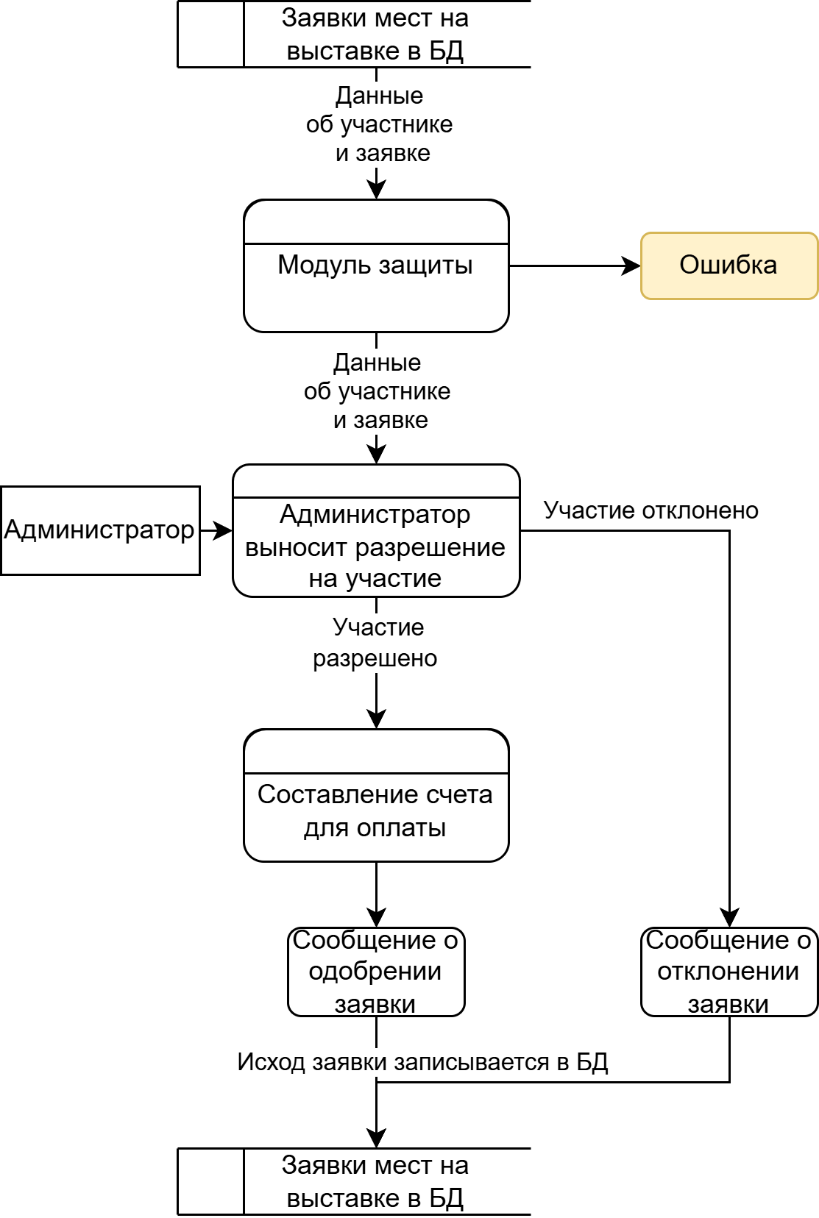 Заявки мест на
выставке в БД
Данные
об участнике
и заявке
Модуль защиты
Ошибка
Данные
об участнике
и заявке
Администратор
Администратор
выносит разрешение
на участие
Участие отклонено
Участие
разрешено
Составление счета
для оплаты
Сообщение о
одобрении
заявки
Сообщение о
отклонении
заявки
Исход заявки записывается в БД
Заявки мест на
выставке в БД